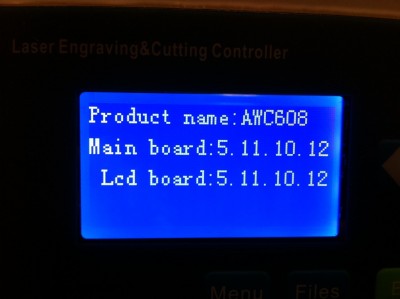 Laser Engraving&Cutting Controller
Product name:AWC608
Main board:5.11.10.12
Lcd board:5.11.10.12
Menu
Files